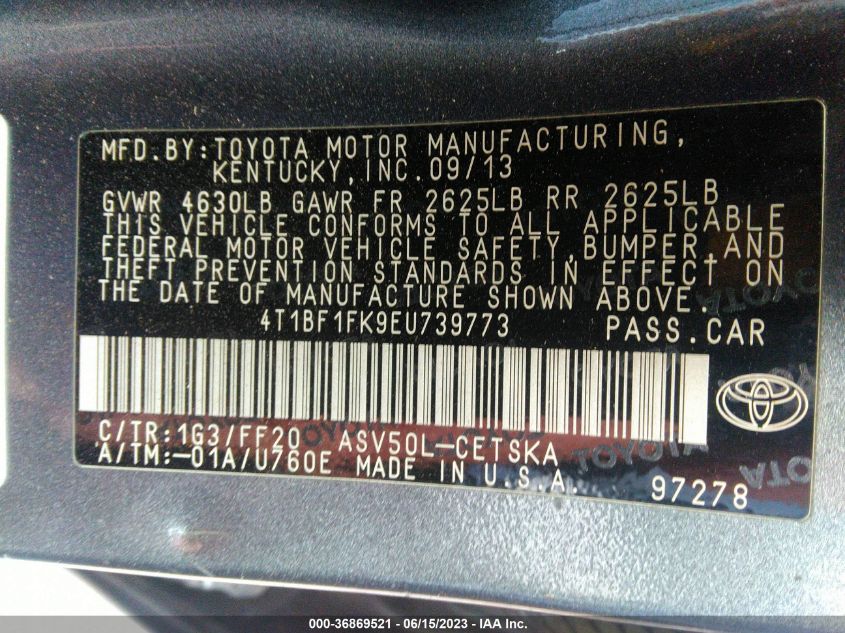 MFD.BY:TOYOTA MOTOR MANUFACTURING,
KENTUCKY,INC.09/13
GVWR 4630LB GAWR FR 2625LB RR 2625LB
THIS VEHICLE CONFORMS TO ALL APPLICABLE
FEDERAL MOTOR VEHICLE SAFETY,BUMPER,AND
THEFT PREVENTION STANDARDS IN EFFECT ON
THE DATE OF MANUFACTURE SHOWN ABOVE.
4T1BF1FK9EU739773 PASS.CAR
C/TR:1G3/FF20 ASV50L-CETSKA
A/TM:-01A/U760E MADE IN U.S.A.
97278
TOYOTA
TOYOTA
TOYOTA
000-36869521 - 06/15/2023 - IAA Inc.